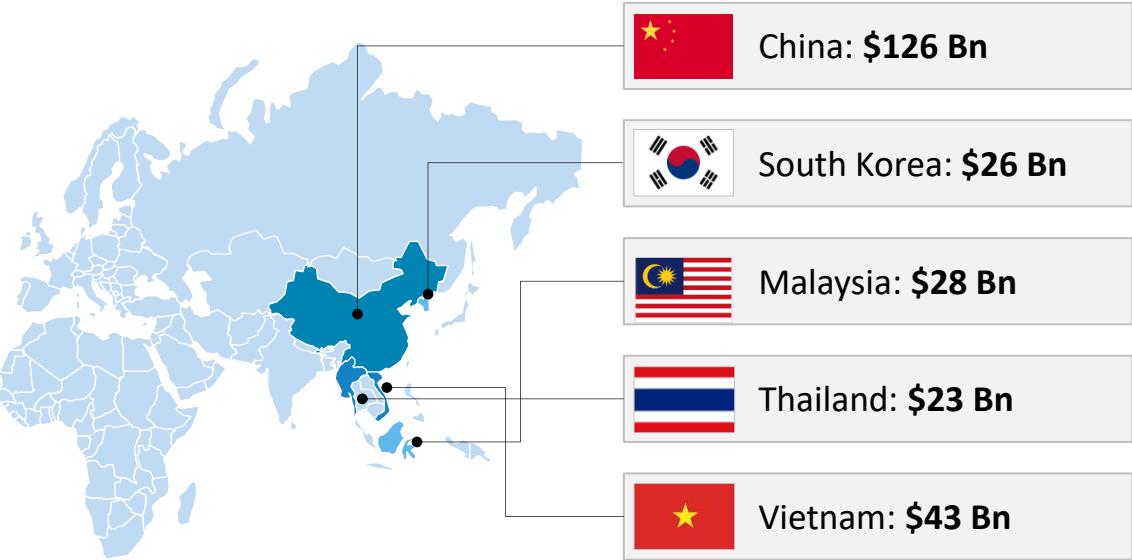 China: $126 Bn
South Korea: $26 Bn
Malaysia: $28 Bn
Thailand: $23 Bn
Vietnam: $43 Bn